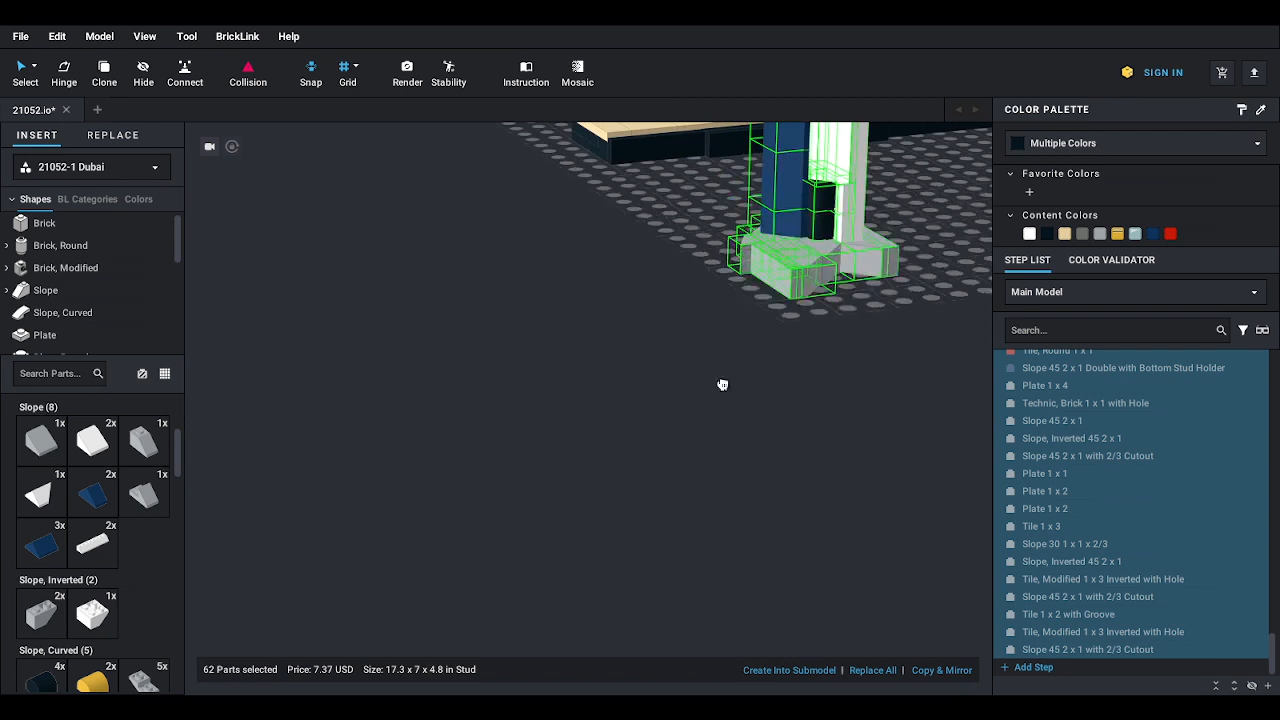 File Edit Model View Tool BrickLink Help
Select Hinge Clone Hide Connect Collision Snap Grid Render Stability Instruction Mosaic SIGN IN
21052.io*
COLOR PALETTE
INSERT REPLACE
Multiple Colors
21052-1 Dubai
Favorite Colors
Shapes BL Categories Colors
Content Colors
Brick
Brick, Round
Brick, Modified
Slope
Slope, Curved
Plate
STEP LIST COLOR VALIDATOR
Main Model
Search...
Search Parts...
Slope (8)
1x 2x 1x
1x 2x 1x
3x 2x
Slope, Inverted (2)
2x 1x
Slope, Curved (5)
4x 2x 5x
Tile, Round 1 x 1
Slope 45 2 x 1 Double with Bottom Stud Holder
Plate 1 x 4
Technic, Brick 1 x 1 with Hole
Slope 45 2 x 1
Slope, Inverted 45 2 x 1
Slope 45 2 x 1 with 2/3 Cutout
Plate 1 x 1
Plate 1 x 2
Plate 1 x 2
Tile 1 x 3
Slope 30 1 x 1 x 2/3
Slope, Inverted 45 2 x 1
Tile, Modified 1 x 3 Inverted with Hole
Slope 45 2 x 1 with 2/3 Cutout
Tile 1 x 2 with Groove
Tile, Modified 1 x 3 Inverted with Hole
Slope 45 2 x 1 with 2/3 Cutout
+ Add Step
62 Parts selected Price: 7.37 USD Size: 17.3 x 7 x 4.8 in Stud
Create Into Submodel | Replace All | Copy & Mirror